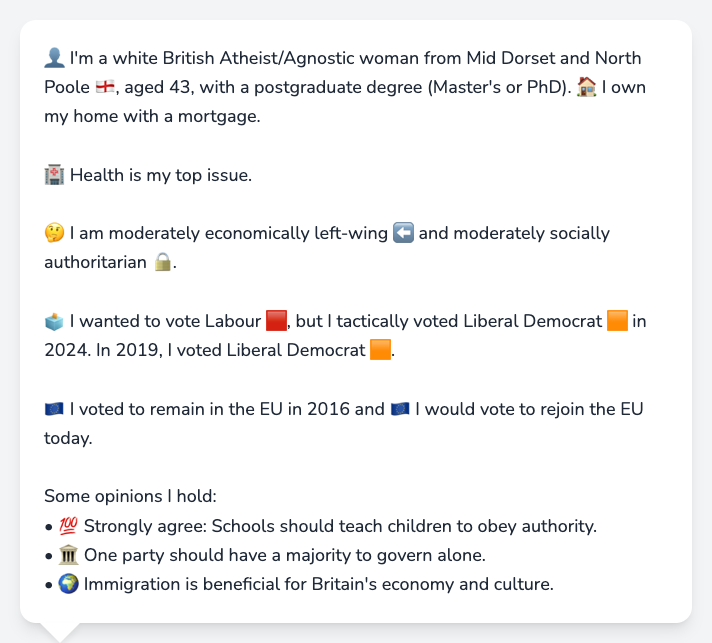 👤 I'm a white British Atheist/Agnostic woman from Mid Dorset and North
Poole 🏴󠁧󠁢󠁥󠁮󠁧󠁿, aged 43, with a postgraduate degree (Master's or PhD). 🏠 I own
my home with a mortgage.
🏥 Health is my top issue.
🤔 I am moderately economically left-wing ⬅️ and moderately socially
authoritarian 🔒.
🗳️ I wanted to vote Labour 🟥, but I tactically voted Liberal Democrat 🟧 in
2024. In 2019, I voted Liberal Democrat 🟧.
🇪🇺 I voted to remain in the EU in 2016 and 🇪🇺 I would vote to rejoin the EU
today.
Some opinions I hold:
• 💯 Strongly agree: Schools should teach children to obey authority.
• 🏛️ One party should have a majority to govern alone.
• 🌍 Immigration is beneficial for Britain's economy and culture.